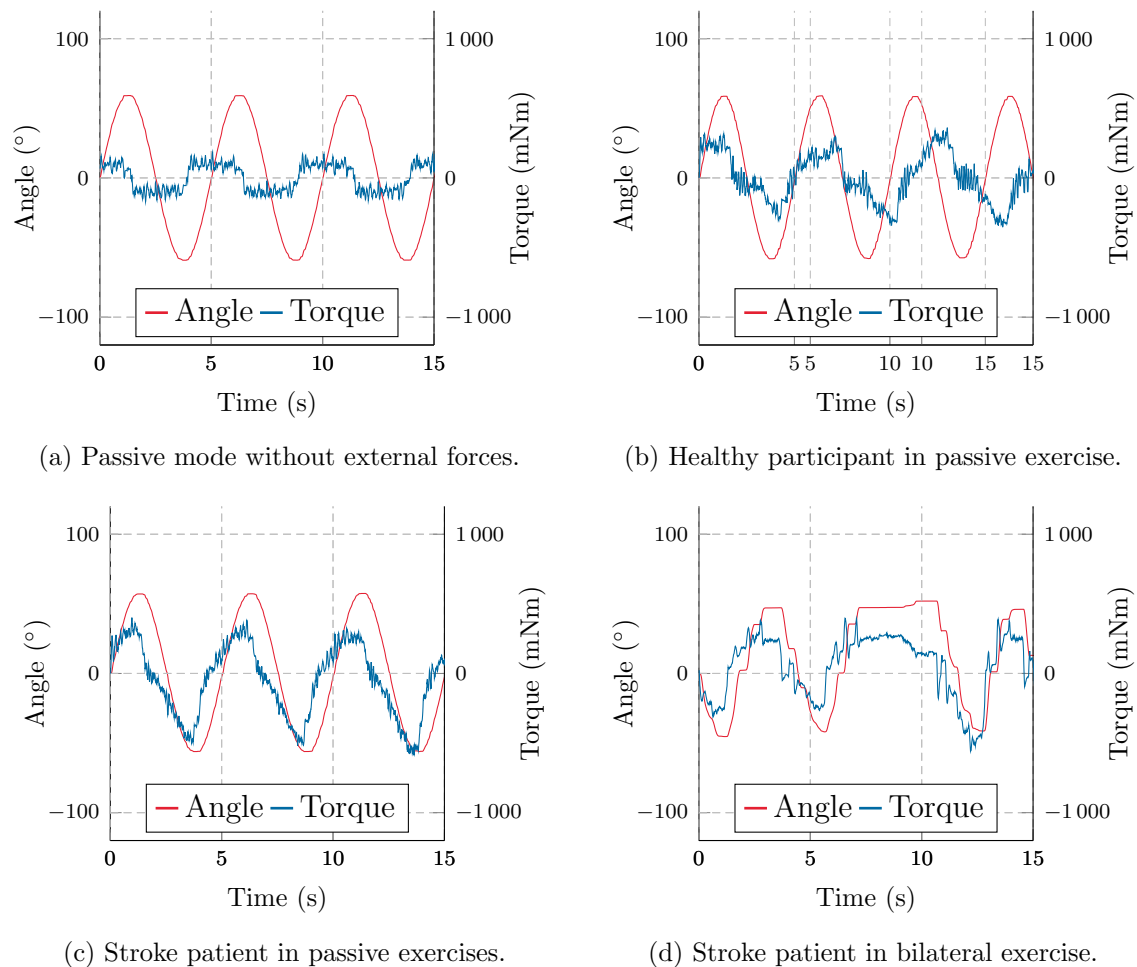 100
0
−100
Angle (°)
1 000
0
−1 000
Torque (mNm)
Angle Torque
0 5 10 15
Time (s)
(a) Passive mode without external forces.
100
0
−100
Angle (°)
1 000
0
−1 000
Torque (mNm)
Angle Torque
0 5 5 10 10 15 15
Time (s)
(b) Healthy participant in passive exercise.
100
0
−100
Angle (°)
1 000
0
−1 000
Torque (mNm)
Angle Torque
0 5 10 15
Time (s)
(c) Stroke patient in passive exercises.
100
0
−100
Angle (°)
1 000
0
−1 000
Torque (mNm)
Angle Torque
0 5 10 15
Time (s)
(d) Stroke patient in bilateral exercise.